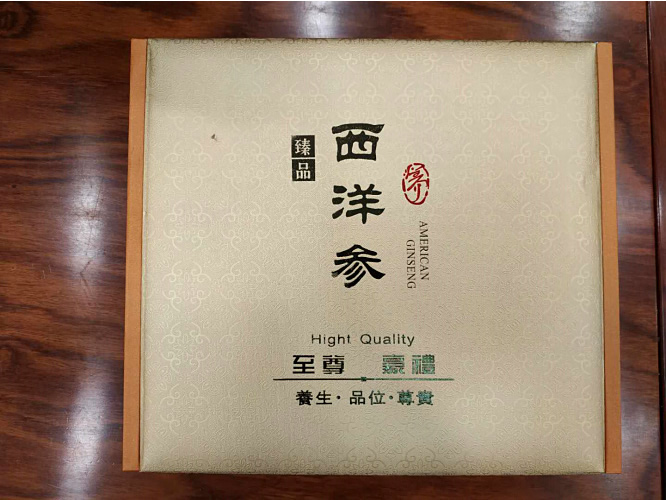 臻品
西洋参
AMERICAN
GINSENG
Hight Quality
至尊 豪禮
養生·品位·尊貴